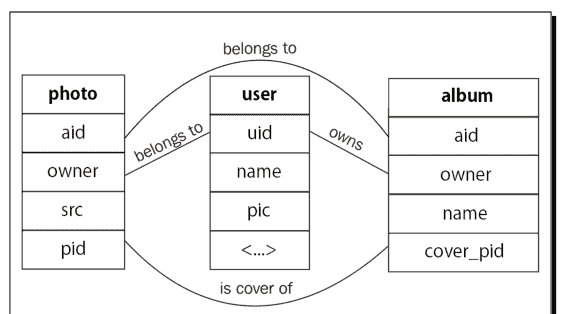 belongs to
photo
aid
owner
src
pid
belongs to
user
uid
name
pic
<...>
owns
album
aid
owner
name
cover_pid
is cover of